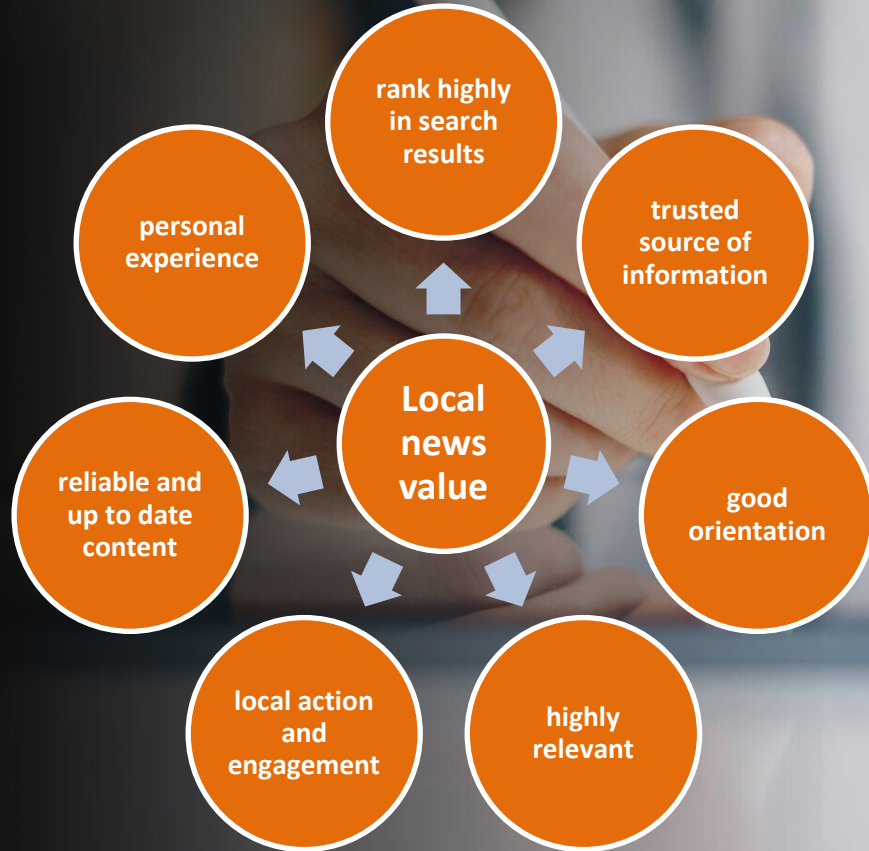 rank highly
in search
results
trusted
source of
information
good
orientation
highly
relevant
local action
and
engagement
reliable and
up to date
content
personal
experience
Local
news
value